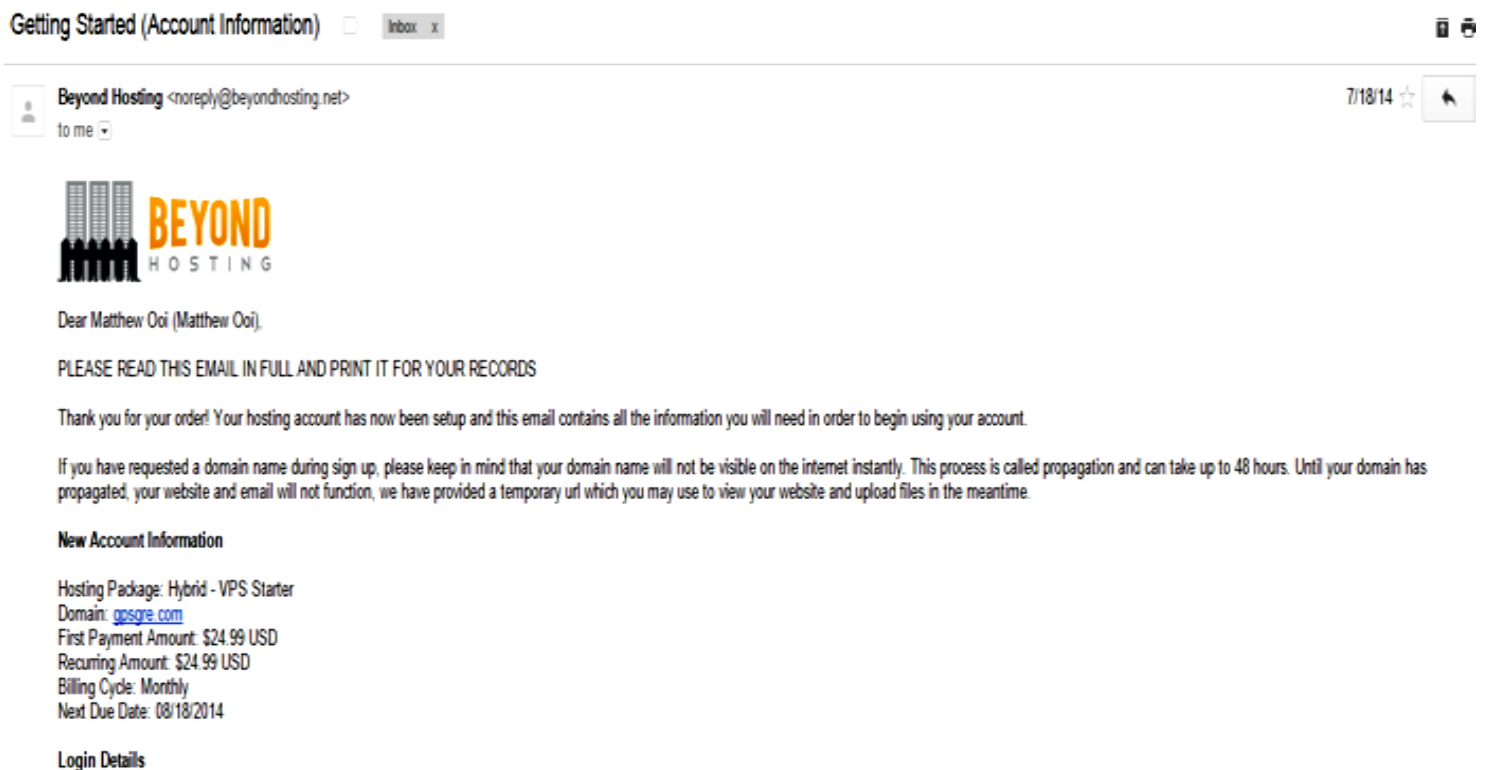 Getting Started (Account Information)
Inbox x
Beyond Hosting <noreply@beyondhosting.net>
7/18/14
to me
BEYOND
HOSTING
Dear Matthew Ooi (Matthew Ooi),
PLEASE READ THIS EMAIL IN FULL AND PRINT IT FOR YOUR RECORDS
Thank you for your order! Your hosting account has now been setup and this email contains all the information you will need in order to begin using your account.
If you have requested a domain name during sign up, please keep in mind that your domain name will not be visible on the internet instantly. This process is called propagation and can take up to 48 hours. Until your domain has
propagated, your website and email will not function, we have provided a temporary url which you may use to view your website and upload files in the meantime.
New Account Information
Hosting Package: Hybrid - VPS Starter
Domain: gpsgre.com
First Payment Amount: $24.99 USD
Recurring Amount: $24.99 USD
Billing Cycle: Monthly
Next Due Date: 08/18/2014
Login Details